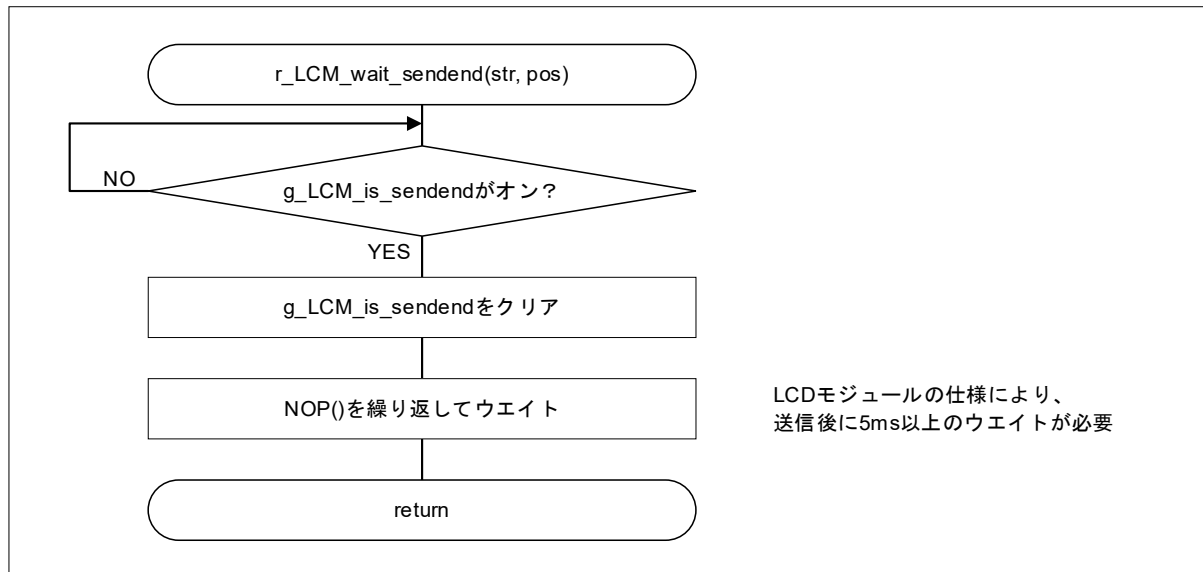 r_LCM_wait_sendend(str, pos)
NO
g_LCM_is_sendendがオン？
YES
g_LCM_is_sendendをクリア
NOP()を繰り返してウエイト
LCDモジュールの仕様により、
送信後に5ms以上のウエイトが必要
return